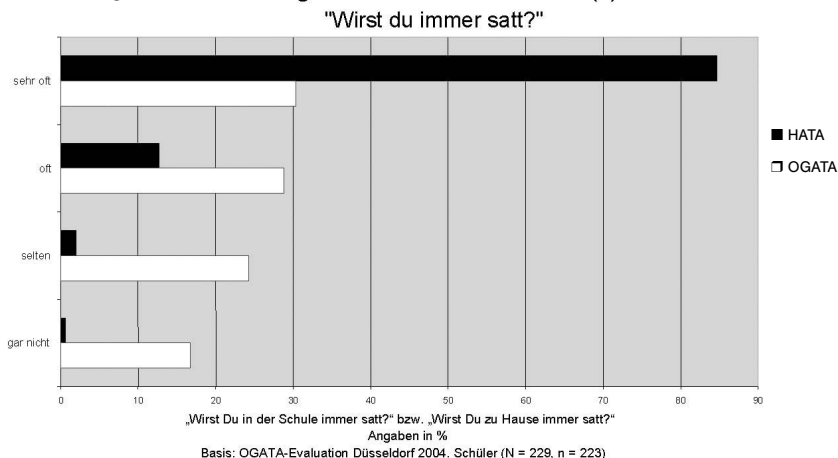 "Wirst du immer satt?"
sehr oft
oft
selten
gar nicht
0 10 20 30 40 50 60 70 80 90
HATA
OGATA
„Wirst Du in der Schule immer satt?“ bzw. „Wirst Du zu Hause immer satt?“
Angaben in %
Basis: OGATA-Evaluation Düsseldorf 2004, Schüler (N = 229, n = 223)